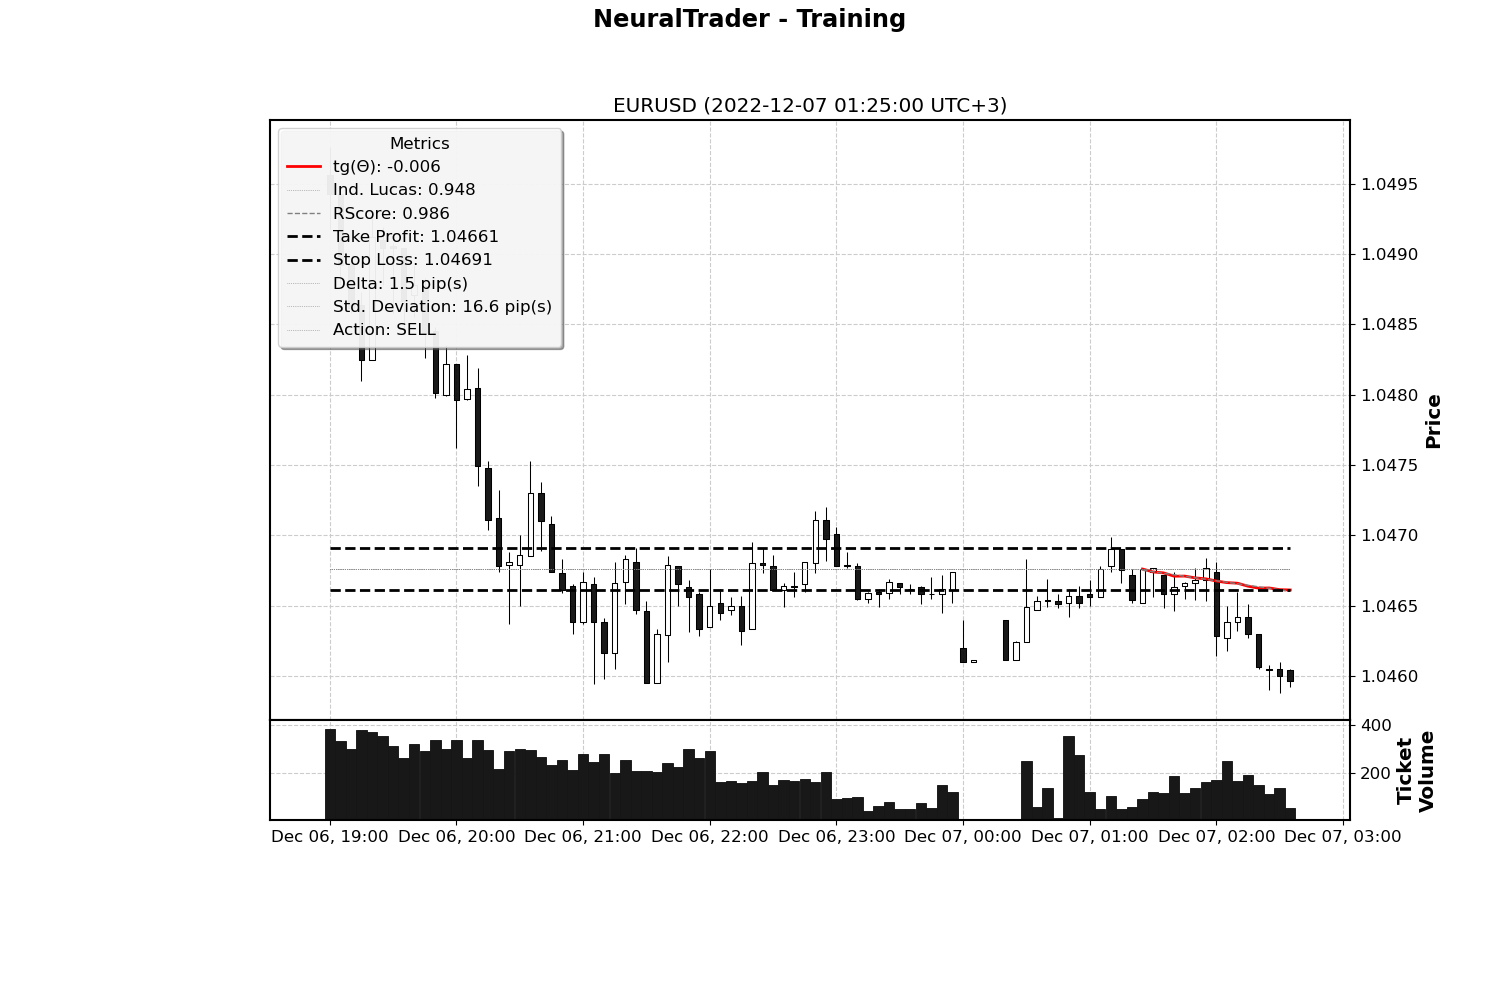 NeuralTrader - Training
EURUSD (2022-12-07 01:25:00 UTC+3)
Metrics
tg(Θ): -0.006
Ind. Lucas: 0.948
RScore: 0.986
Take Profit: 1.04661
Stop Loss: 1.04691
Delta: 1.5 pip(s)
Std. Deviation: 16.6 pip(s)
Action: SELL
1.0495
1.0490
1.0485
1.0480
1.0475
1.0470
1.0465
1.0460
Price
400
200
Ticket
Volume
Dec 06, 19:00
Dec 06, 20:00
Dec 06, 21:00
Dec 06, 22:00
Dec 06, 23:00
Dec 07, 00:00
Dec 07, 01:00
Dec 07, 02:00
Dec 07, 03:00